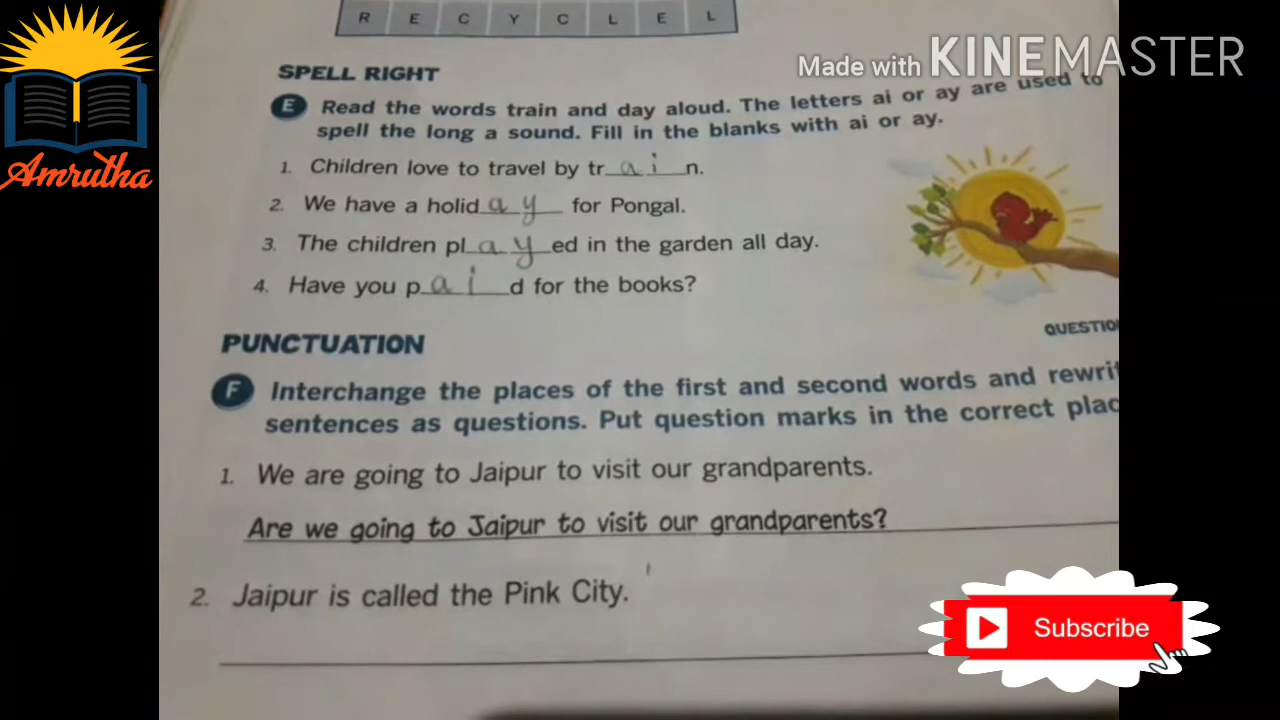 R E C Y C L E L
Made with KINEMASTER
Amrutha
SPELL RIGHT
E Read the words train and day aloud. The letters ai or ay are used to
spell the long a sound. Fill in the blanks with ai or ay.
1. Children love to travel by tr ai n.
2. We have a holid ay for Pongal.
3. The children pl ay ed in the garden all day.
4. Have you p ai d for the books?
QUESTIO
PUNCTUATION
F Interchange the places of the first and second words and rewrit
sentences as questions. Put question marks in the correct plac
1. We are going to Jaipur to visit our grandparents.
Are we going to Jaipur to visit our grandparents?
2. Jaipur is called the Pink City.
Subscribe